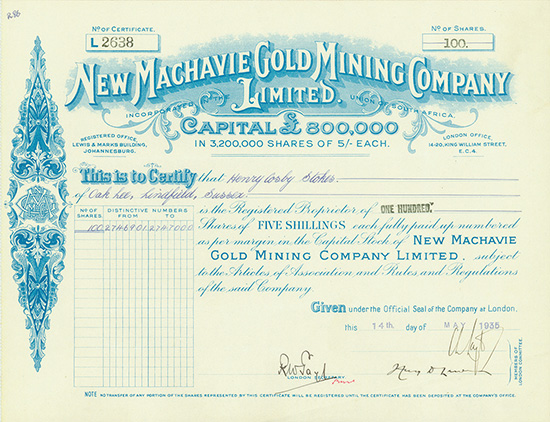 R86
Nº OF CERTIFICATE.
L 2638
Nº OF SHARES.
100.
NEW MACHAVIE GOLD MINING COMPANY
LIMITED.
INCORPORATED IN THE UNION OF SOUTH AFRICA.
CAPITAL £ 800,000
IN 3,200,000 SHARES OF 5/- EACH.
REGISTERED OFFICE,
LEWIS & MARKS BUILDING,
JOHANNESBURG.
LONDON OFFICE,
14-20, KING WILLIAM STREET,
E.C.4.
This is to Certify that Henry Corby Stokes.
of Oak Lee, Lindfield, Sussex.
Nº OF SHARES. DISTINCTIVE NUMBERS FROM TO
100 2746901 2747000
is the Registered Proprietor of ONE HUNDRED.
Shares of FIVE SHILLINGS each fully paid up numbered
as per margin in the Capital Stock of NEW MACHAVIE
GOLD MINING COMPANY LIMITED, subject
to the Articles of Association and Rules and Regulations
of the said Company.
Given under the Official Seal of the Company at London,
this 14th day of MAY 1935
LONDON SECRETARY
MEMBERS OF LONDON COMMITTEE
NOTE NO TRANSFER OF ANY PORTION OF THE SHARES REPRESENTED BY THIS CERTIFICATE WILL BE REGISTERED UNTIL THE CERTIFICATE HAS BEEN DEPOSITED AT THE COMPANY'S OFFICE.